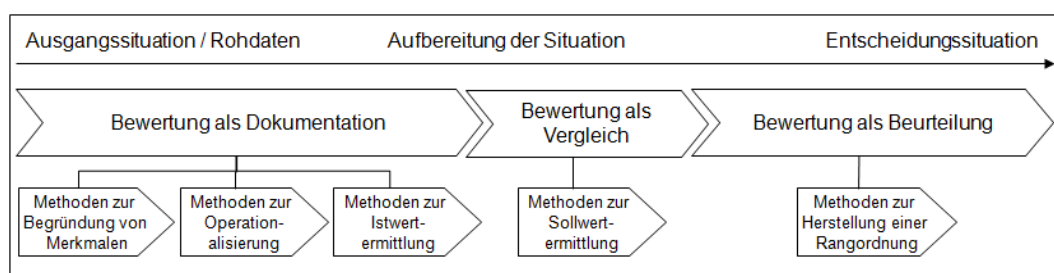 Ausgangssituation / Rohdaten
Aufbereitung der Situation
Entscheidungssituation
Bewertung als Dokumentation
Bewertung als
Vergleich
Bewertung als Beurteilung
Methoden zur
Begründung von
Merkmalen
Methoden zur
Operation-
alisierung
Methoden zur
Istwert-
ermittlung
Methoden zur
Sollwert-
ermittlung
Methoden zur
Herstellung einer
Rangordnung